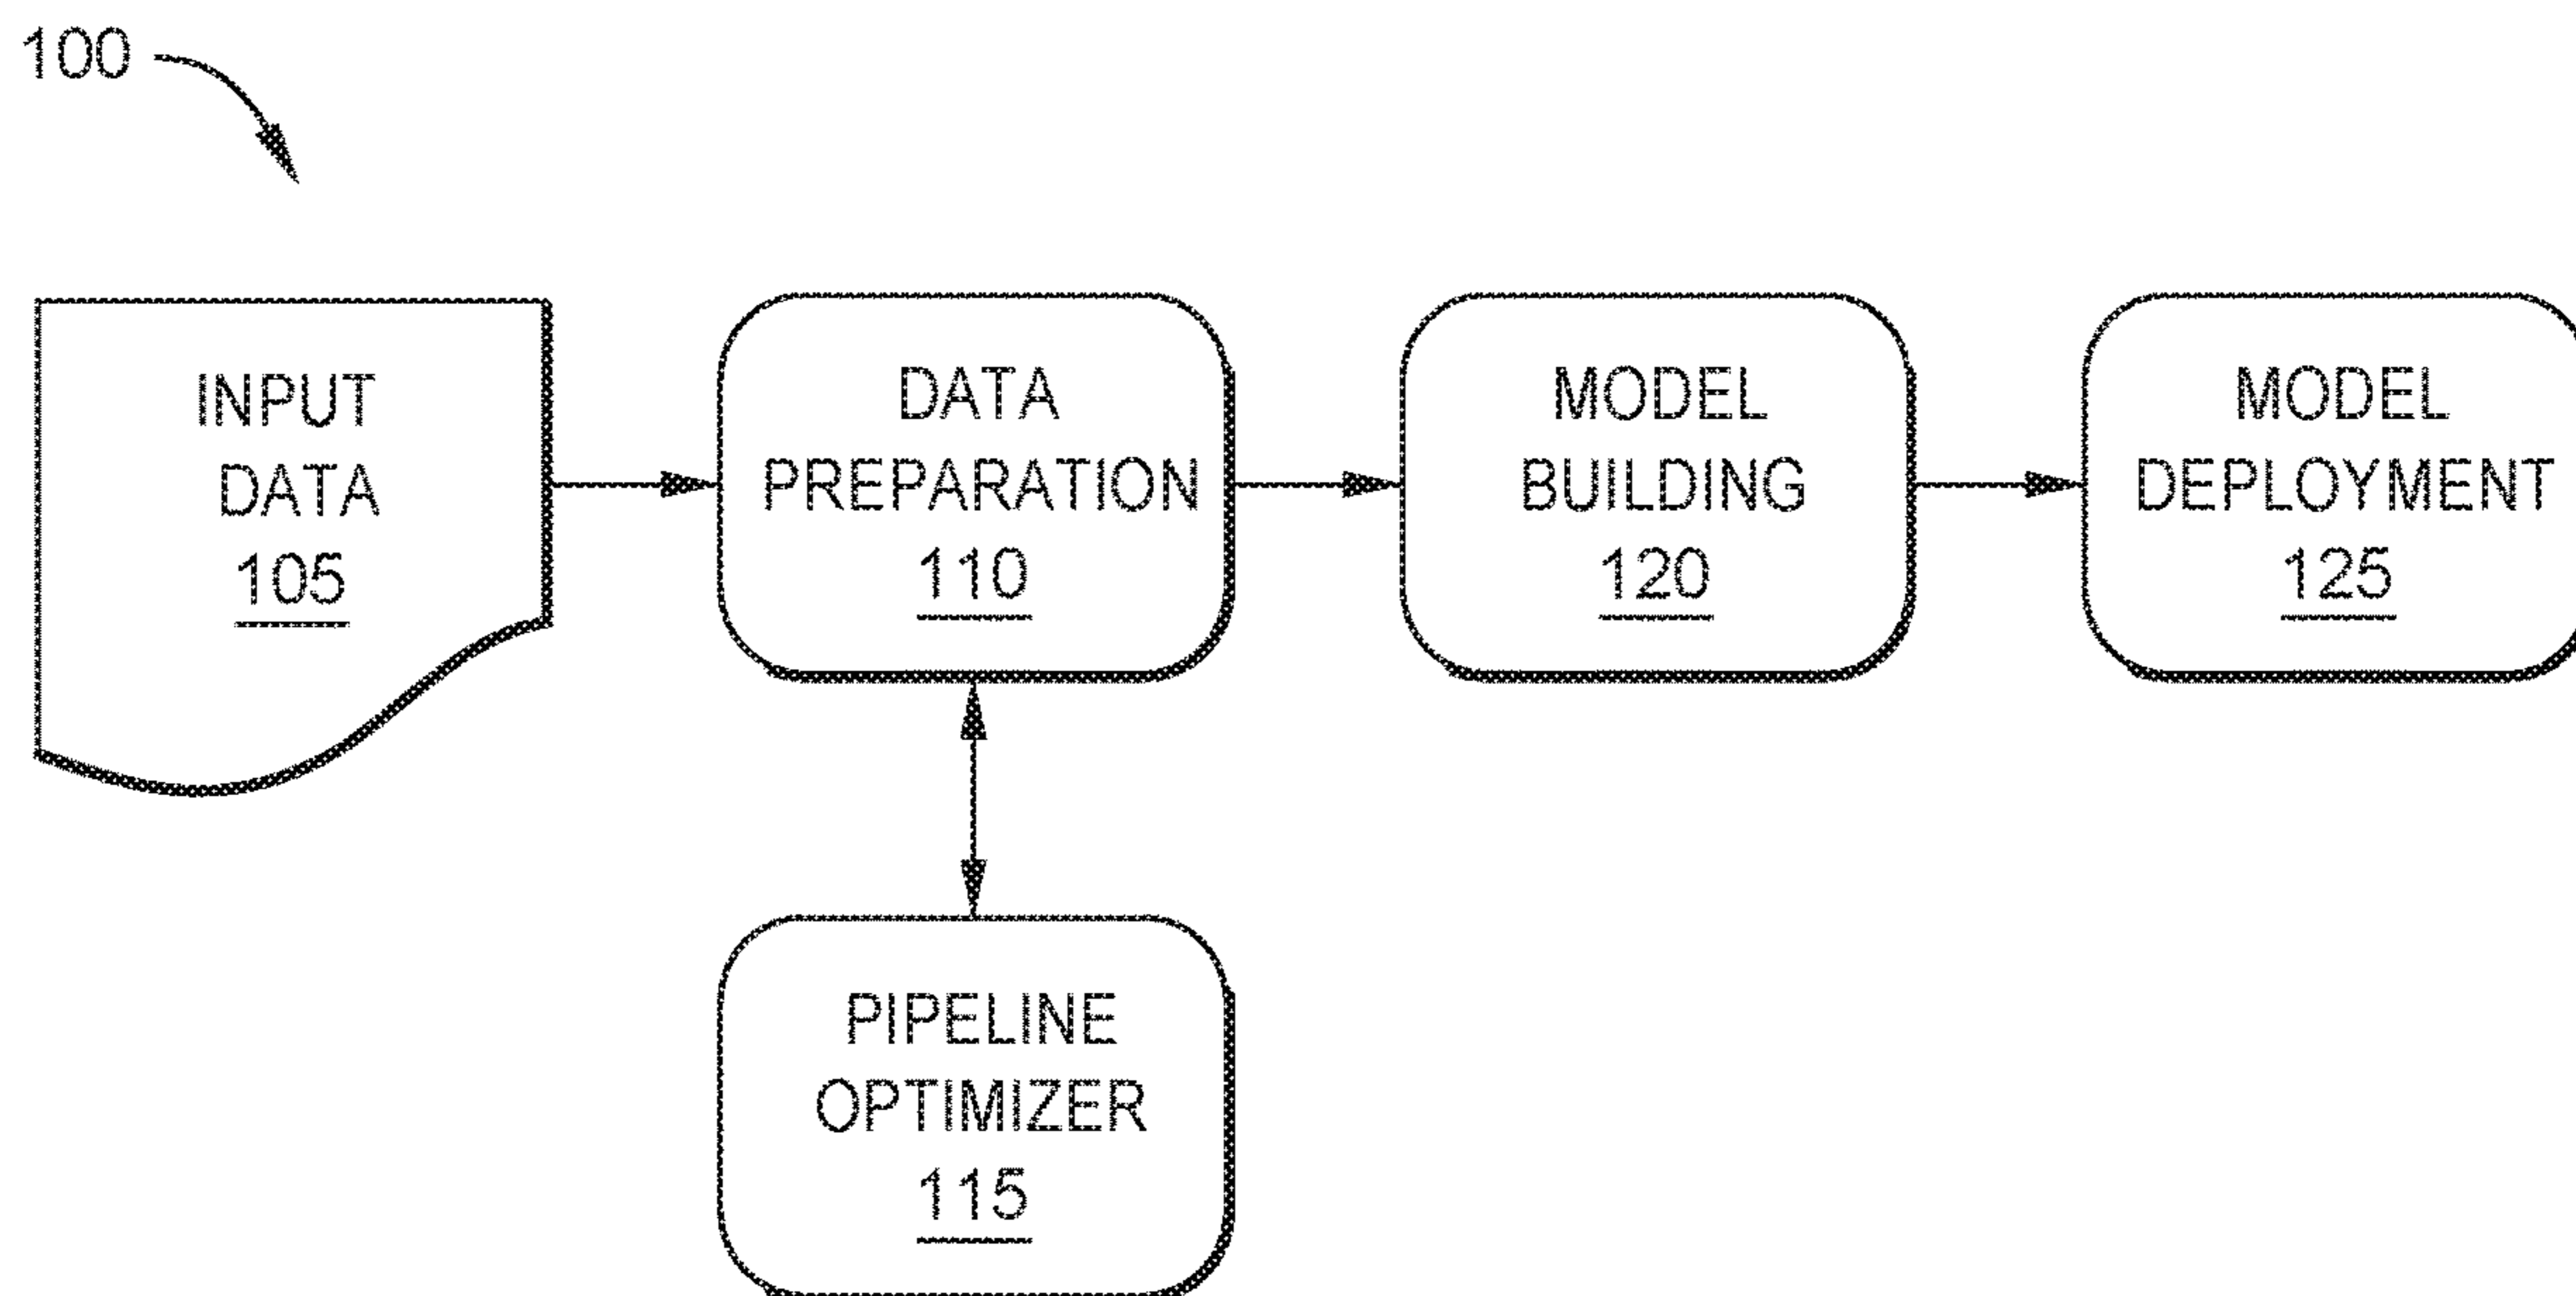 100
INPUT
DATA
105
DATA
PREPARATION
110
MODEL
BUILDING
120
MODEL
DEPLOYMENT
125
PIPELINE
OPTIMIZER
115